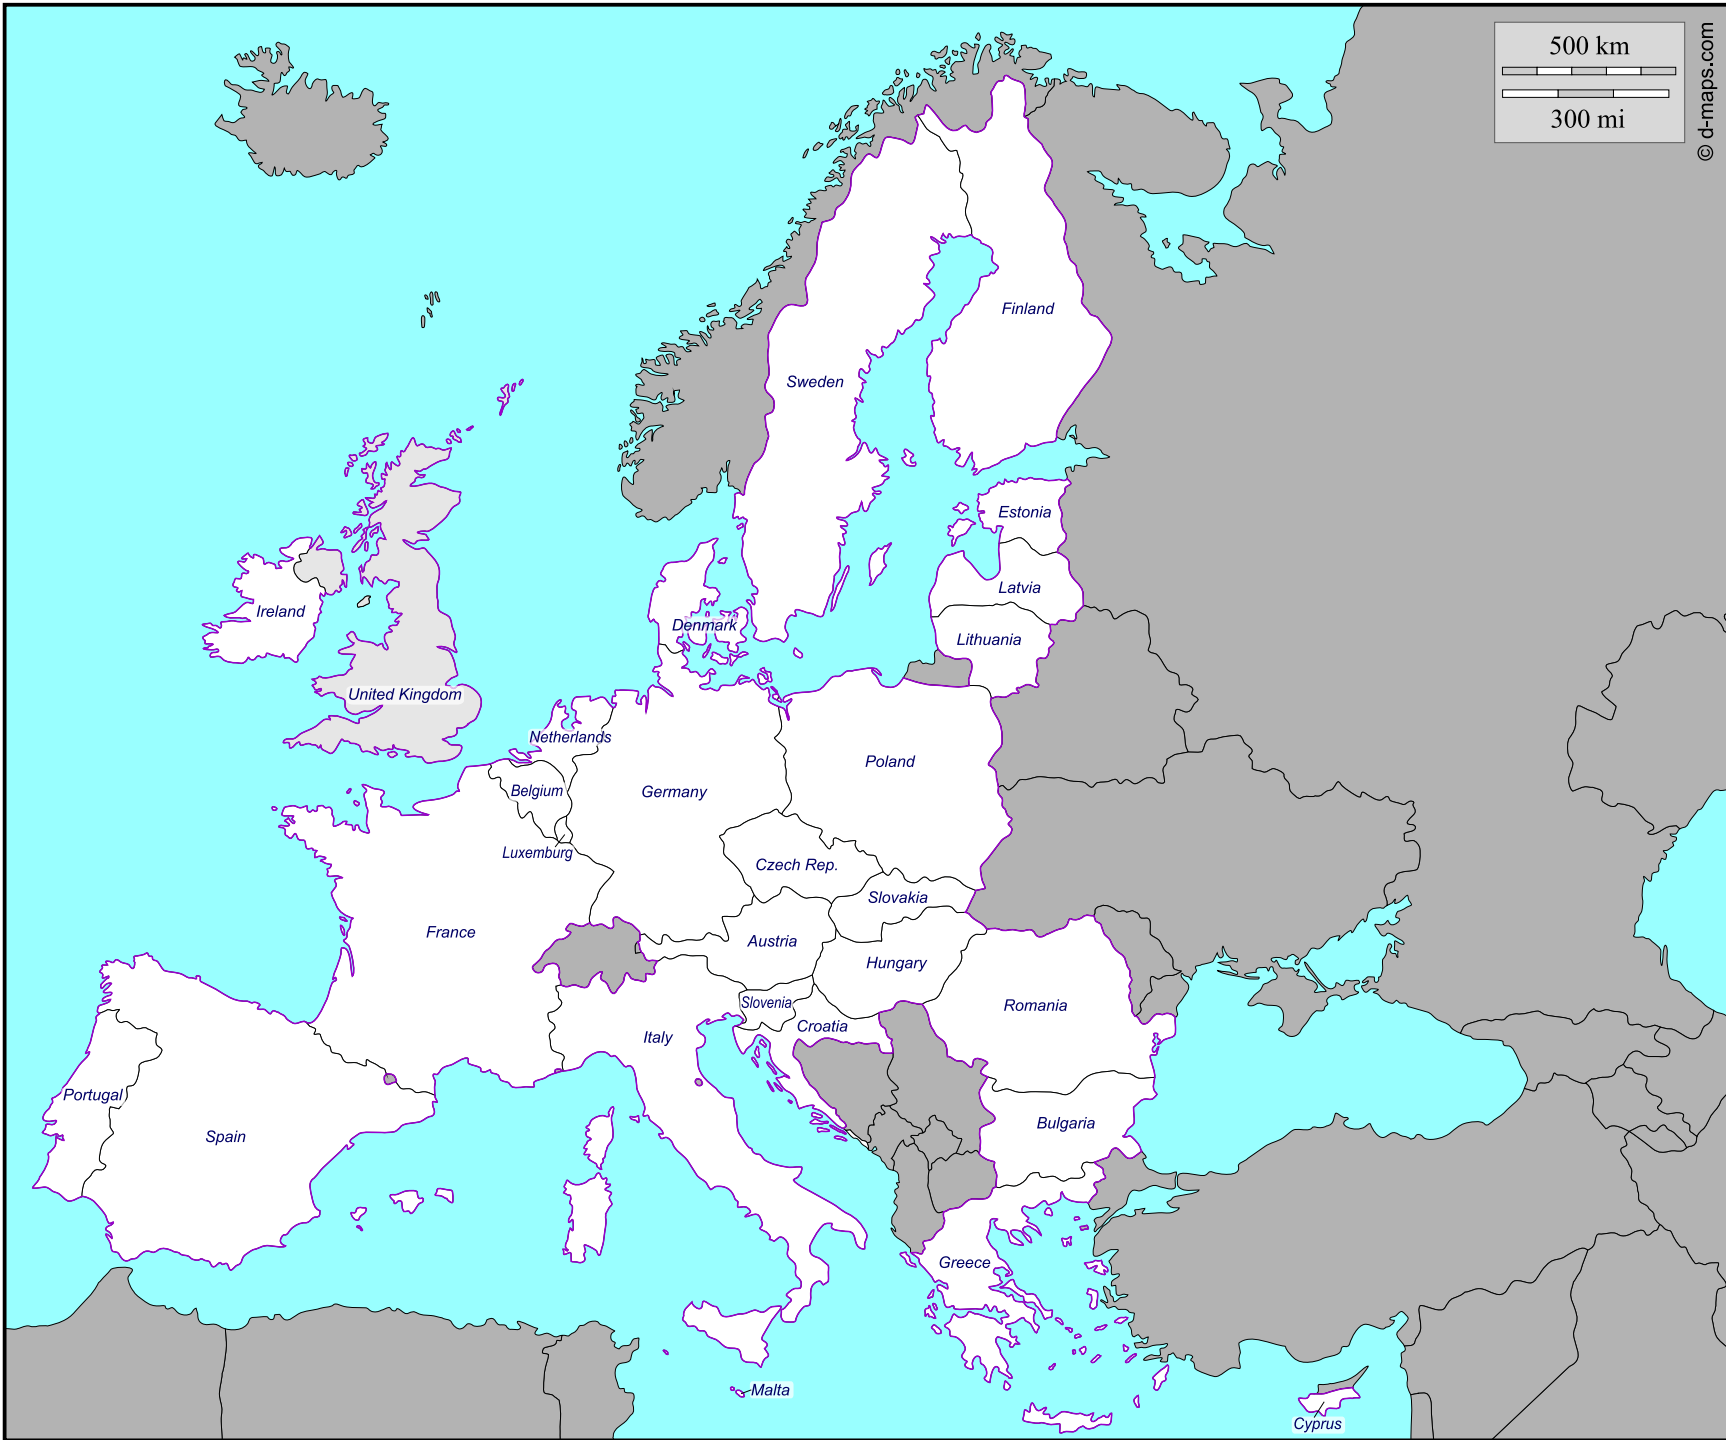 500 km
300 mi
© d-maps.com
Finland
Sweden
Estonia
Latvia
Ireland
Denmark
Lithuania
United Kingdom
Netherlands
Poland
Belgium
Germany
Luxemburg
Czech Rep.
Slovakia
France
Austria
Hungary
Slovenia
Romania
Croatia
Italy
Portugal
Bulgaria
Spain
Greece
Malta
Cyprus